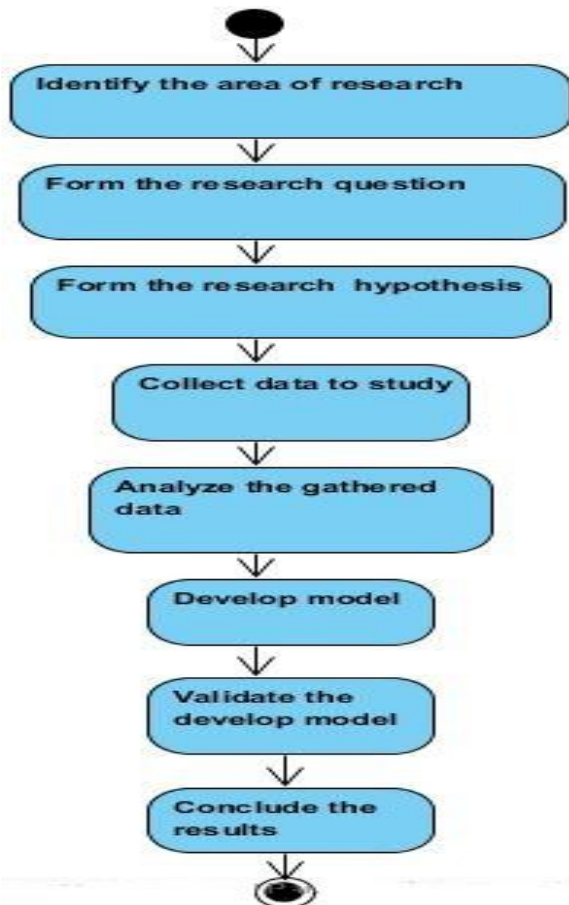 Identify the area of research
Form the research question
Form the research hypothesis
Collect data to study
Analyze the gathered
data
Develop model
Validate the
develop model
Conclude the
results